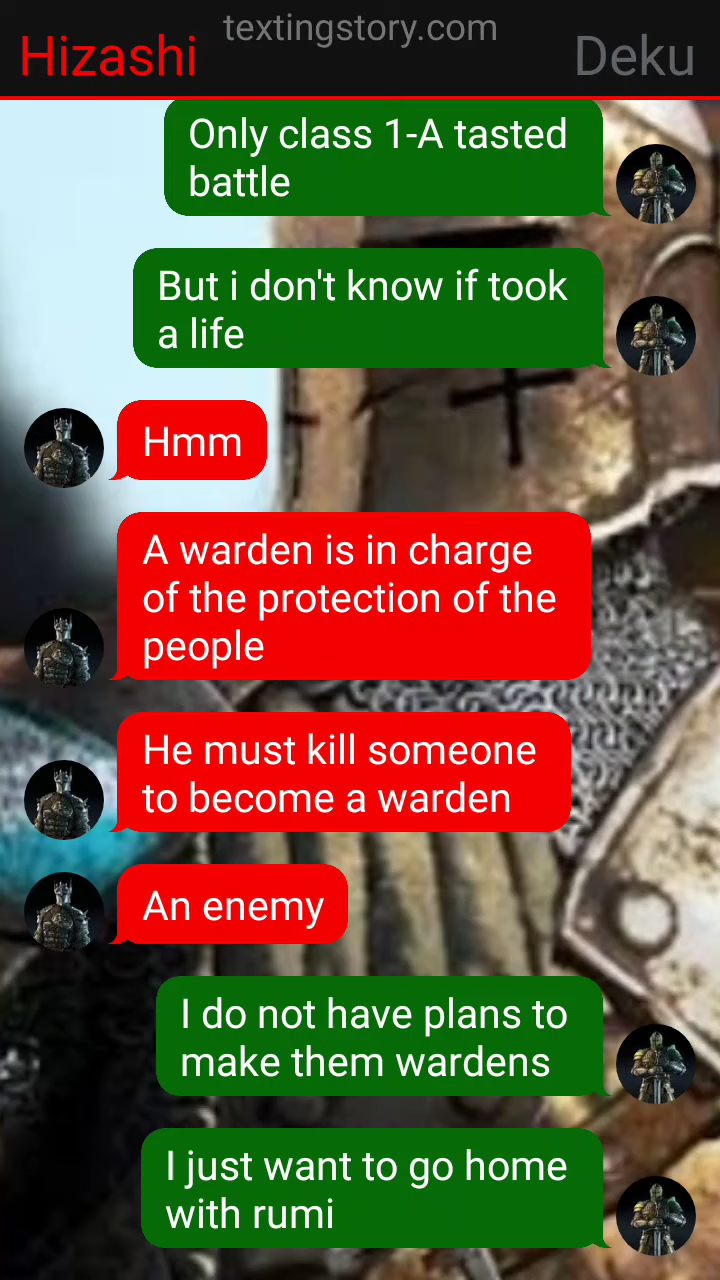 textingstory.com
Hizashi
Deku
Only class 1-A tasted
battle
But i don't know if took
a life
Hmm
A warden is in charge
of the protection of the
people
He must kill someone
to become a warden
An enemy
I do not have plans to
make them wardens
I just want to go home
with rumi